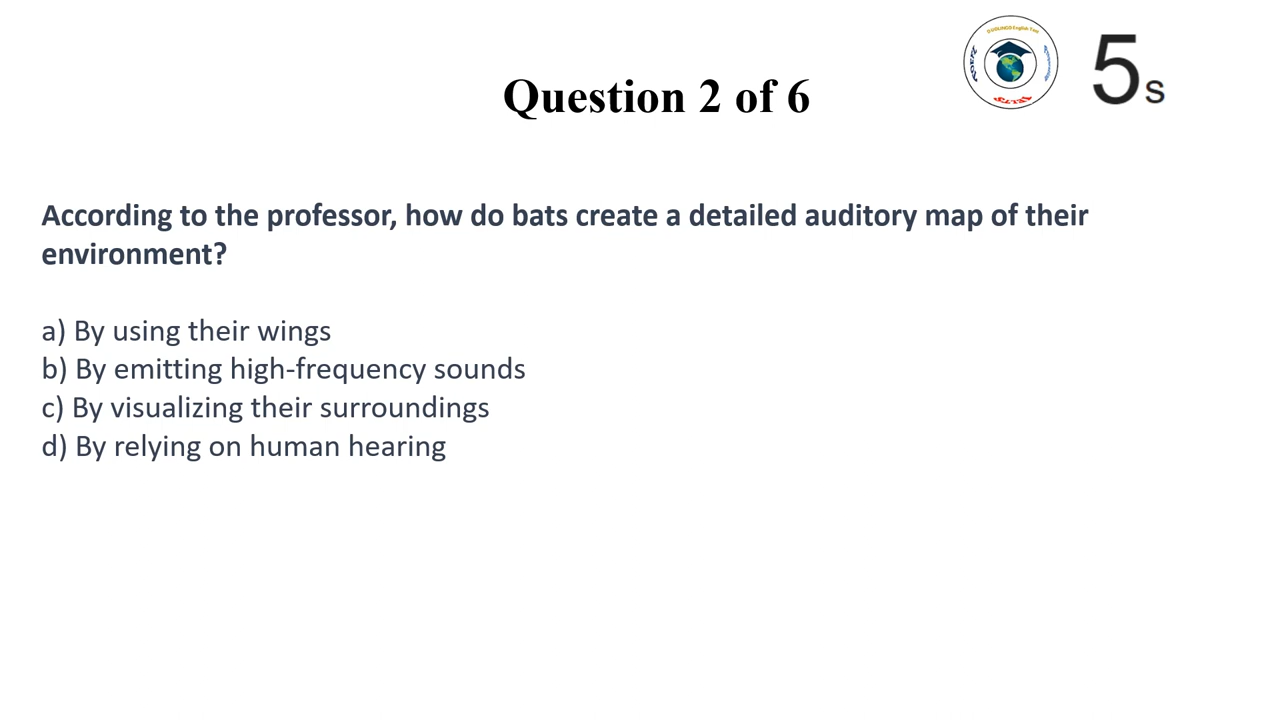 Question 2 of 6
5s
According to the professor, how do bats create a detailed auditory map of their
environment?
a) By using their wings
b) By emitting high-frequency sounds
c) By visualizing their surroundings
d) By relying on human hearing